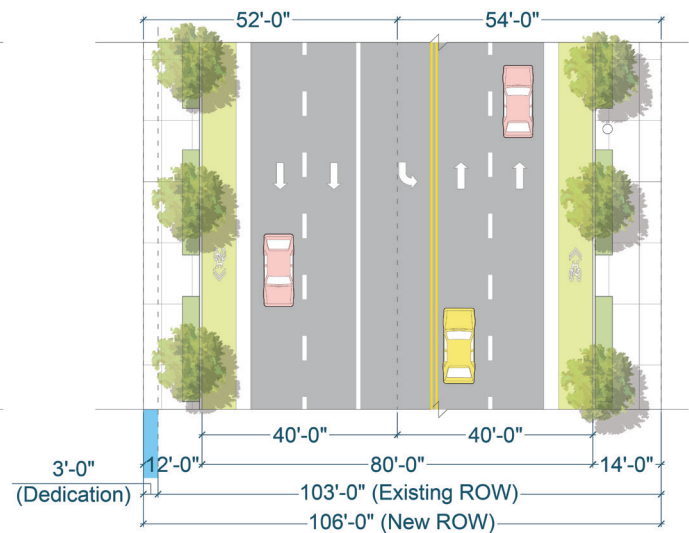 52'-0" 54'-0"
40'-0" 40'-0"
3'-0" 12'-0" 80'-0" 14'-0"
(Dedication) 103'-0" (Existing ROW)
106'-0" (New ROW)